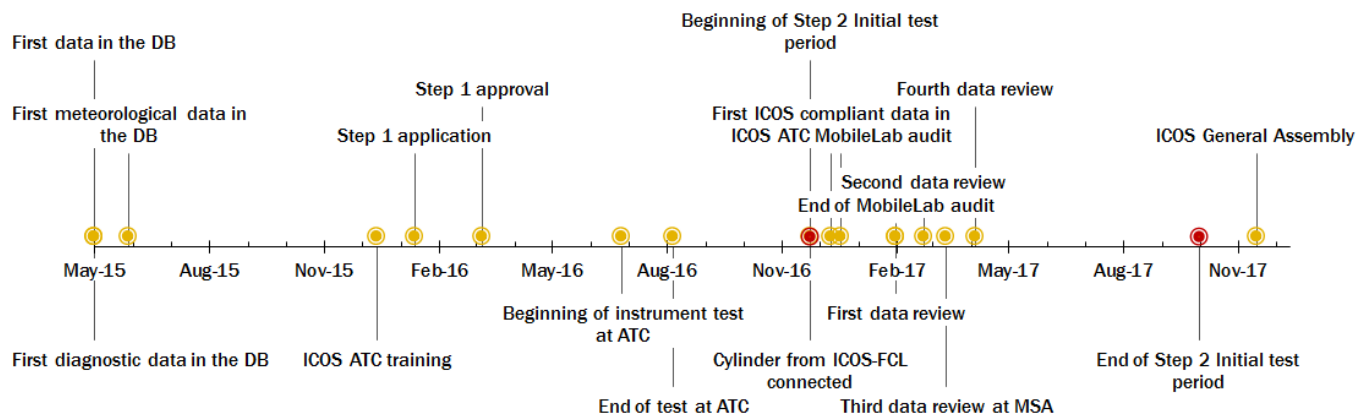 Beginning of Step 2 Initial test
period
First data in the DB
Step 1 approval
Fourth data review
First meteorological data in
the DB
First ICOS compliant data in
Step 1 application
ICOS ATC MobileLab audit
ICOS General Assembly
Second data review
End of MobileLab audit
May-15 Aug-15 Nov-15 Feb-16 May-16 Aug-16 Nov-16 Feb-17 May-17 Aug-17 Nov-17
Beginning of instrument test
at ATC
First data review
First diagnostic data in the DB
ICOS ATC training
Cylinder from ICOS-FCL
connected
End of Step 2 Initial test
period
End of test at ATC
Third data review at MSA